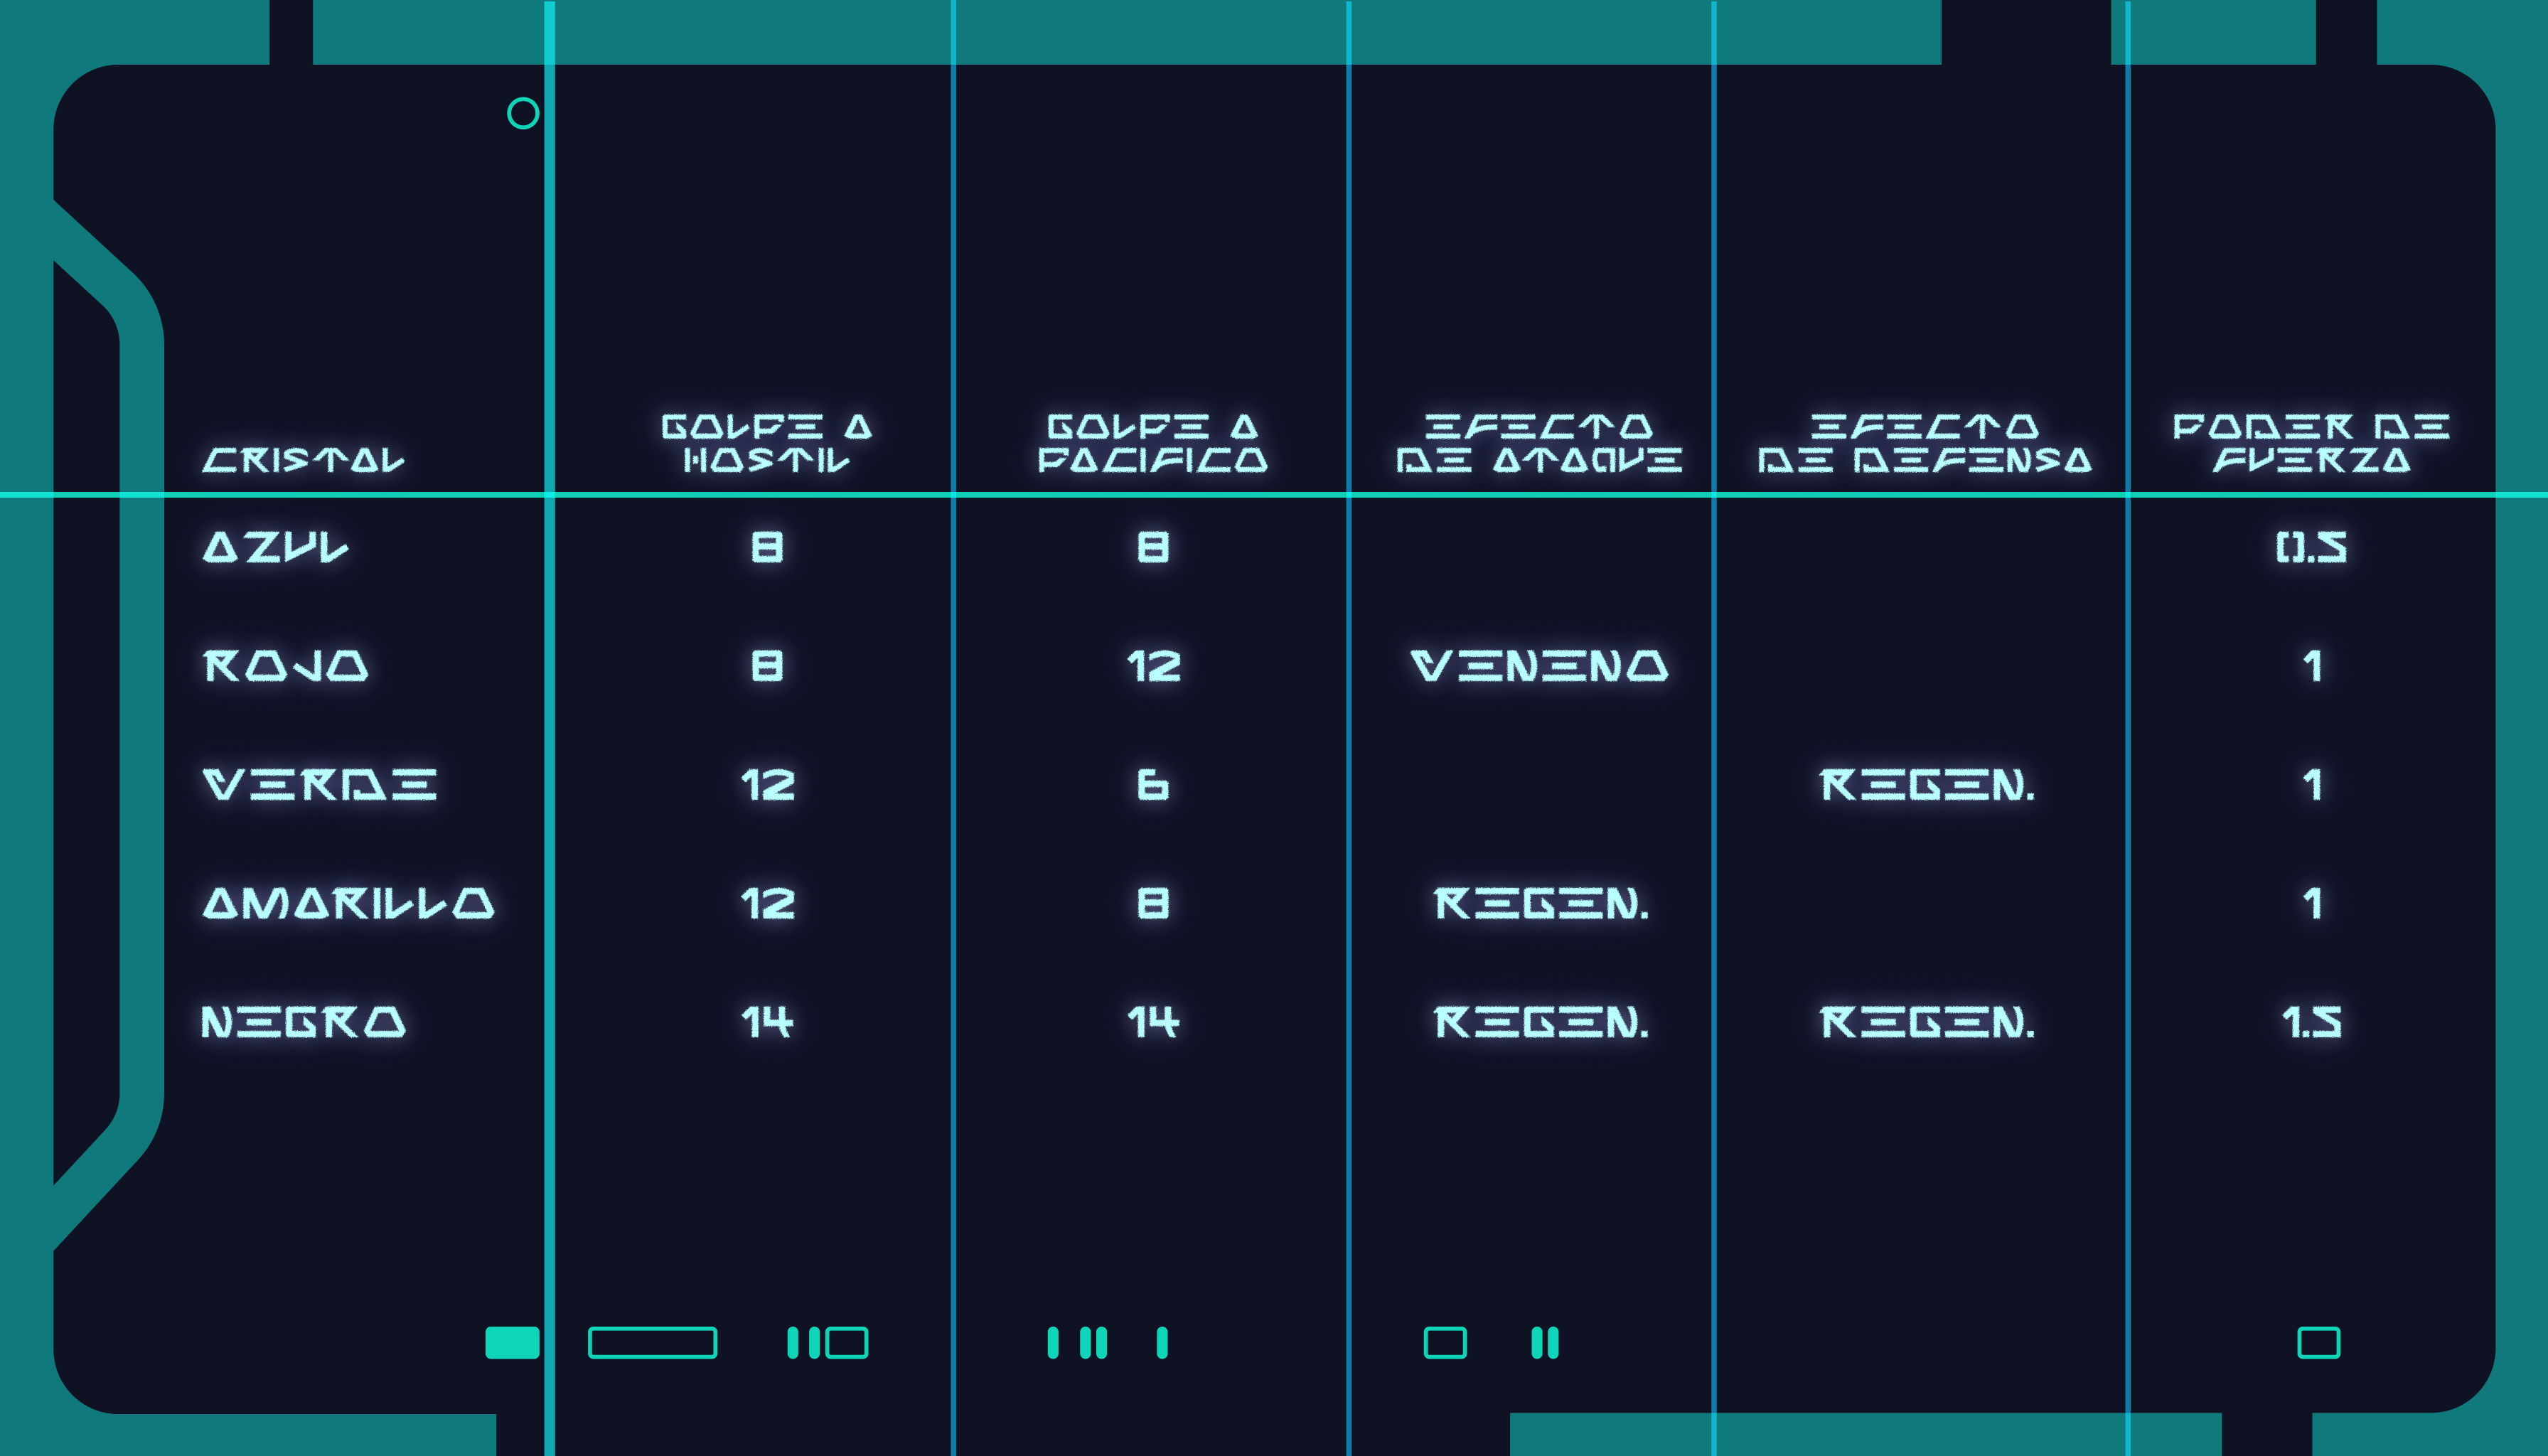 CRISTAL GOLPE A HOSTIL GOLPE A PACIFICO EFECTO DE ATAQUE EFECTO DE DEFENSA PODER DE FUERZA
AZUL 8 8 0.5
ROJO 8 12 VENENO 1
VERDE 12 6 REGEN. 1
AMARILLO 12 8 REGEN. 1
NEGRO 14 14 REGEN. REGEN. 1.5